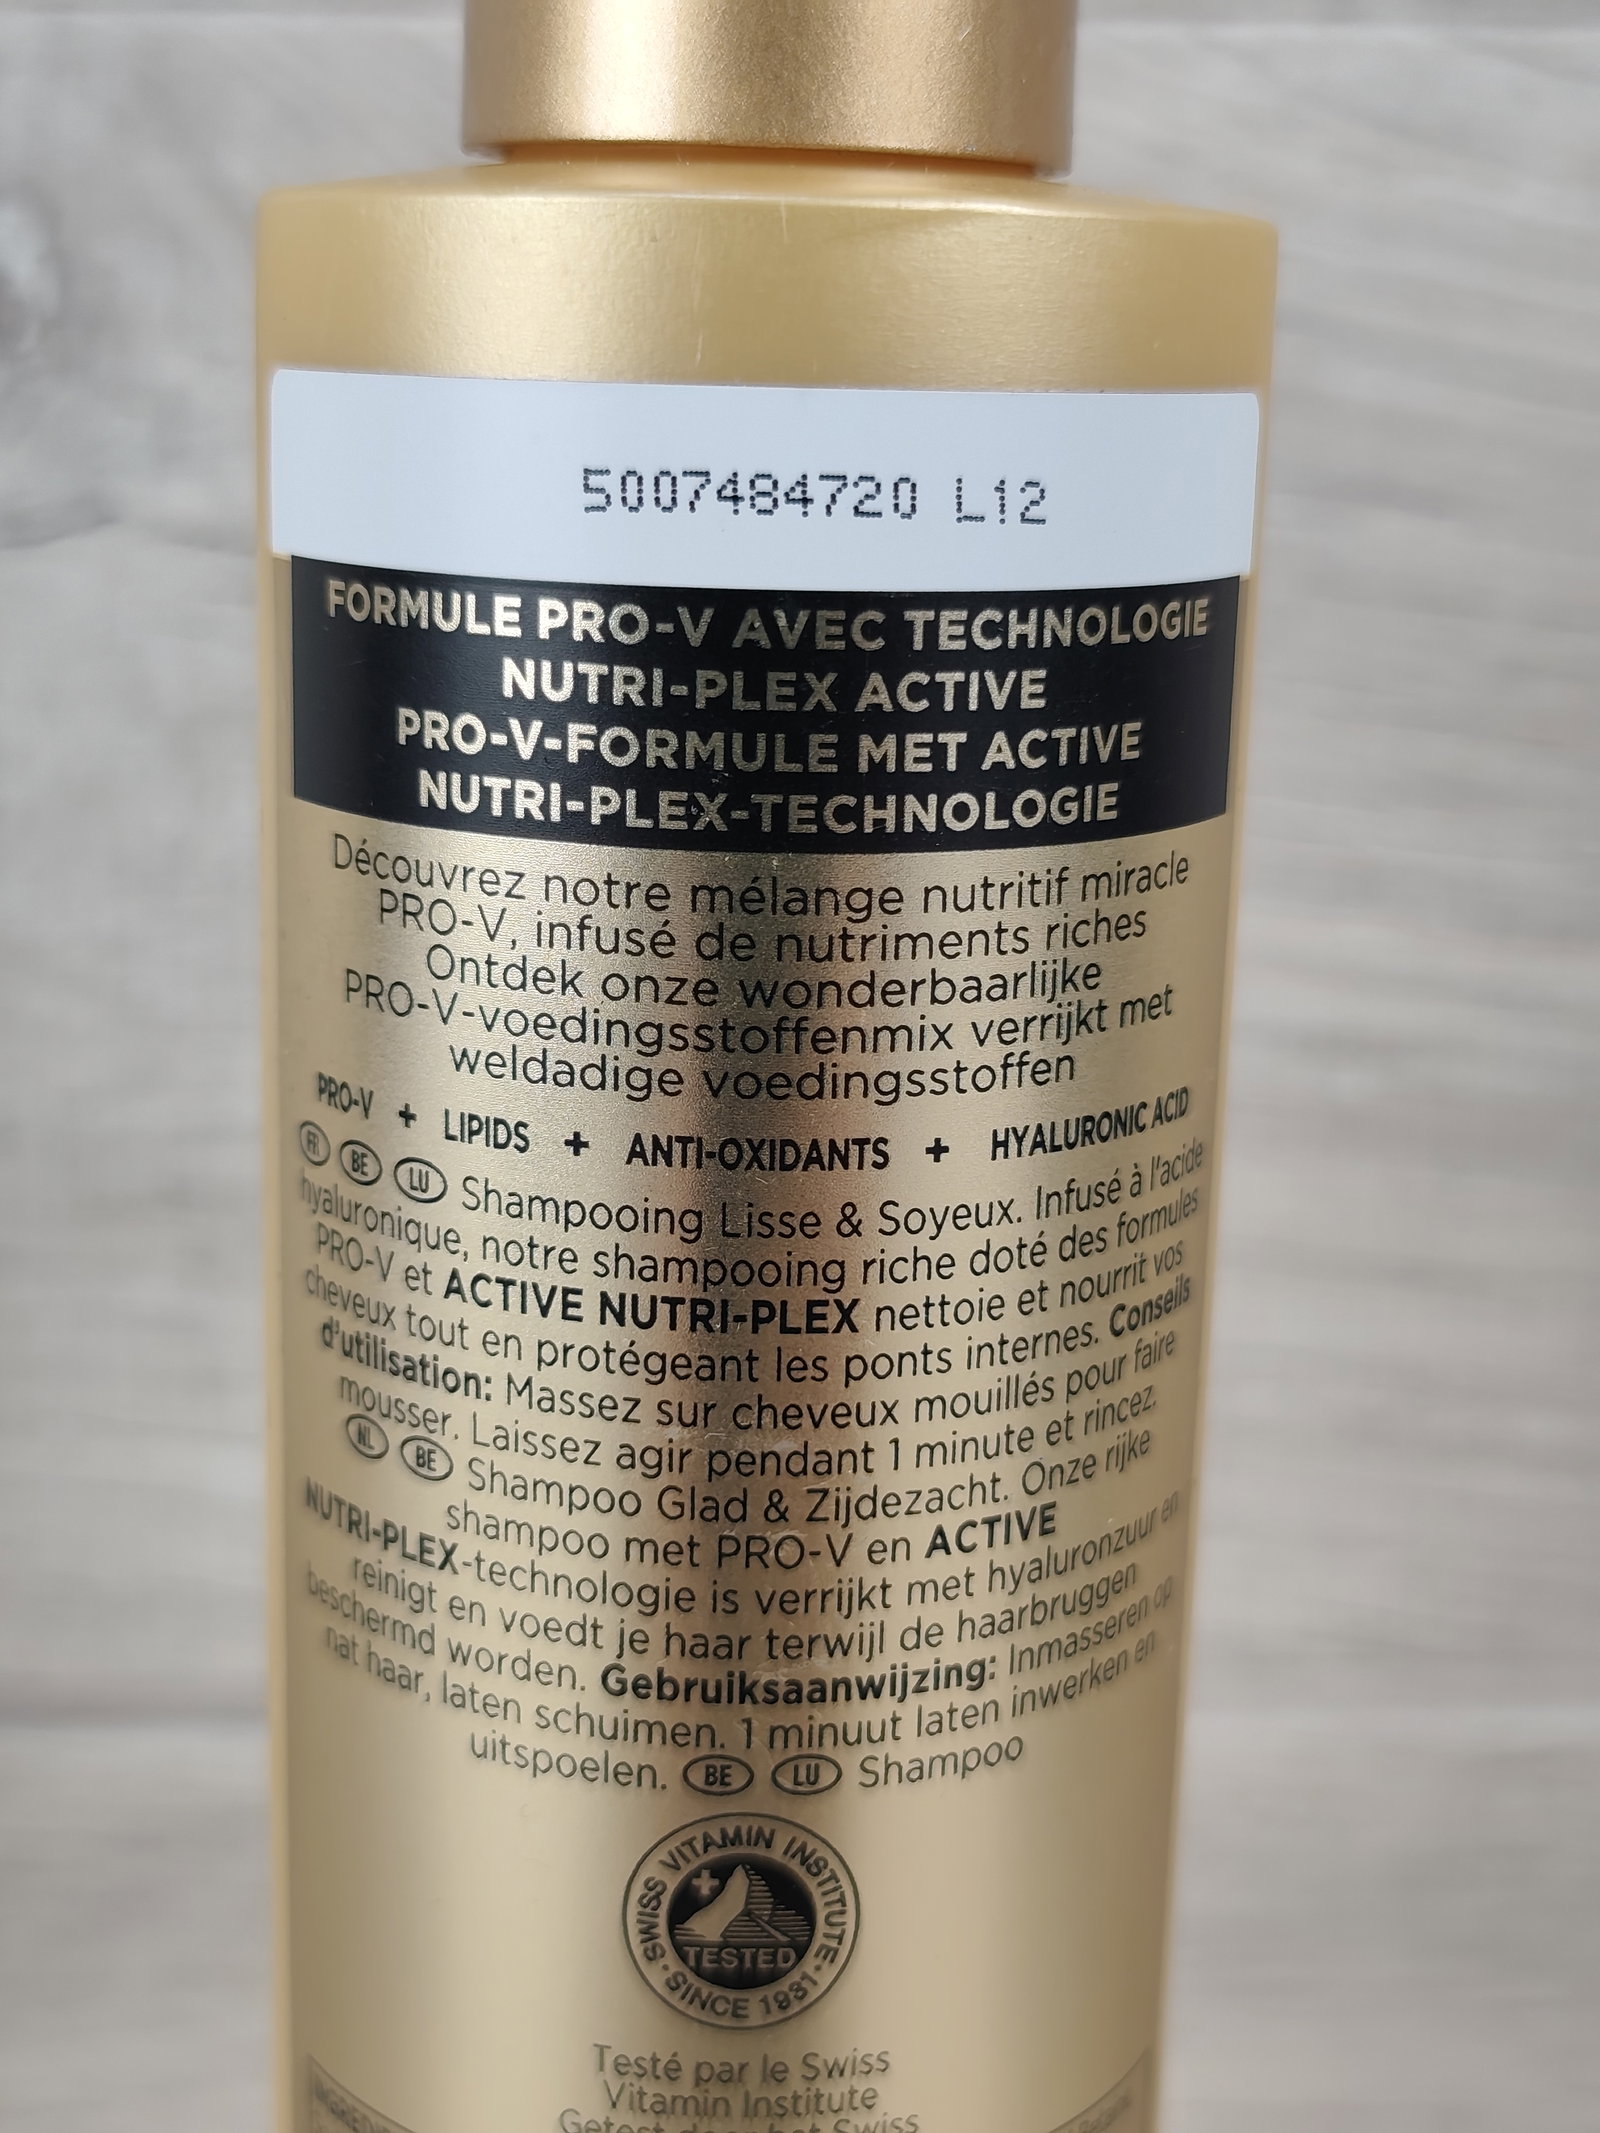 5007484720 L12
FORMULE PRO-V AVEC TECHNOLOGIE
NUTRI-PLEX ACTIVE
PRO-V-FORMULE MET ACTIVE
NUTRI-PLEX-TECHNOLOGIE
Découvrez notre mélange nutritif miracle
PRO-V, infusé de nutriments riches
Ontdek onze wonderbaarlijke
PRO-V-voedingsstoffenmix verrijkt met
weldadige voedingsstoffen
PRO-V + LIPIDS + ANTI-OXIDANTS + HYALURONIC ACID
BE LU Shampooing Lisse & Soyeux. Infusé à l'acide
hyaluronique, notre shampooing riche doté des formules
PRO-V et ACTIVE NUTRI-PLEX nettoie et nourrit vos
cheveux tout en protégeant les ponts internes. Conseils
d'utilisation: Massez sur cheveux mouillés pour faire
mousser. Laissez agir pendant 1 minute et rincez.
NL BE Shampoo Glad & Zijdezacht. Onze rijke
shampoo met PRO-V en ACTIVE
NUTRI-PLEX-technologie is verrijkt met hyaluronzuur en
reinigt en voedt je haar terwijl de haarbruggen
beschermd worden. Gebruiksaanwijzing: Inmasseren op
nat haar, laten schuimen. 1 minuut laten inwerken en
uitspoelen. BE LU Shampoo
SWISS VITAMIN INSTITUTE
TESTED
SINCE 1931
Testé par le Swiss
Vitamin Institute
Getest door het Swiss